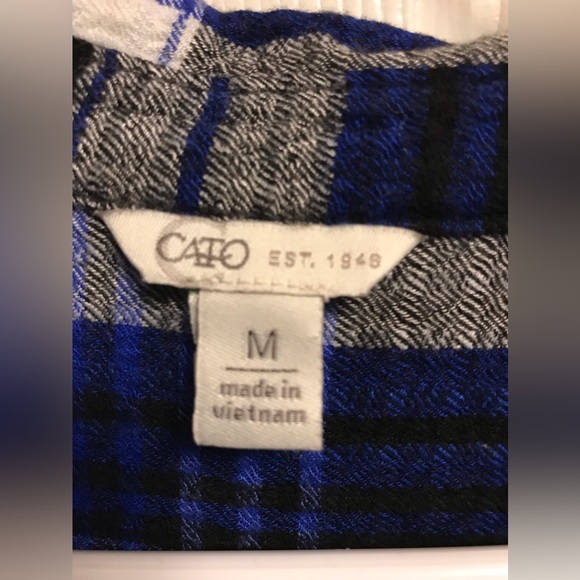 CATO EST. 1946
M
made in
vietnam